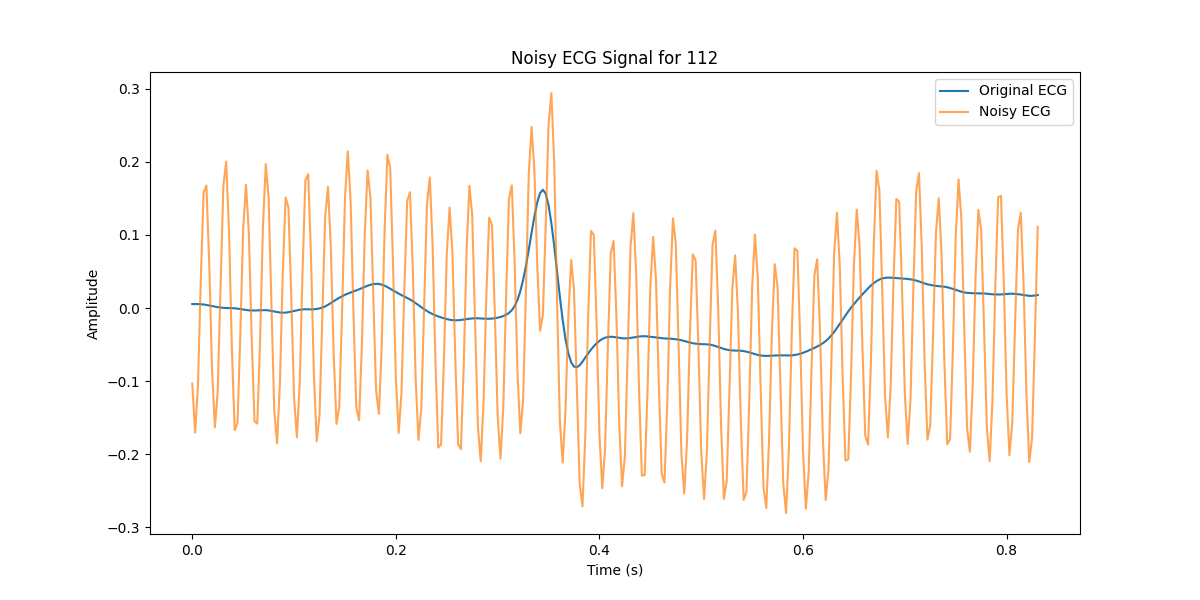 Noisy ECG Signal for 112
Original ECG
Noisy ECG
0.3
0.2
0.1
0.0
−0.1
−0.2
−0.3
Amplitude
0.0 0.2 0.4 0.6 0.8
Time (s)